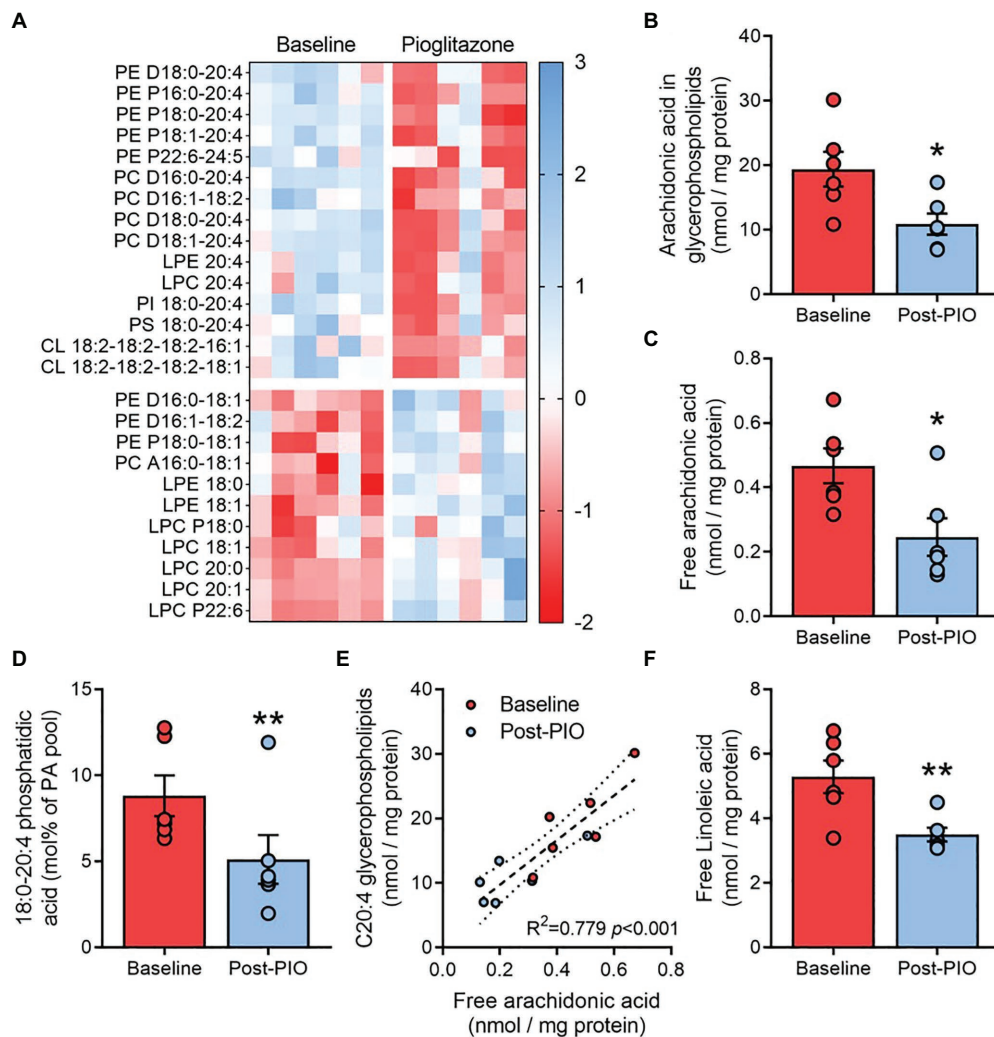 A
Baseline
Pioglitazone
PE D18:0-20:4
PE P16:0-20:4
PE P18:0-20:4
PE P18:1-20:4
PE P22:6-24:5
PC D16:0-20:4
PC D16:1-18:2
PC D18:0-20:4
PC D18:1-20:4
LPE 20:4
LPC 20:4
PI 18:0-20:4
PS 18:0-20:4
CL 18:2-18:2-18:2-16:1
CL 18:2-18:2-18:2-18:1
PE D16:0-18:1
PE D16:1-18:2
PE P18:0-18:1
PC A16:0-18:1
LPE 18:0
LPE 18:1
LPC P18:0
LPC 18:1
LPC 20:0
LPC 20:1
LPC P22:6
3
2
1
0
-1
-2
B
Arachidonic acid in
glycerophospholipids
(nmol / mg protein)
40
30
20
10
0
*
Baseline
Post-PIO
C
Free arachidonic acid
(nmol / mg protein)
0.8
0.6
0.4
0.2
0.0
*
Baseline
Post-PIO
D
18:0-20:4 phosphatidic
acid (mol% of PA pool)
15
10
5
0
**
Baseline
Post-PIO
E
C20:4 glycerophospholipids
(nmol / mg protein)
40
30
20
10
0
Baseline
Post-PIO
R²=0.779 p<0.001
0.0
0.2
0.4
0.6
0.8
Free arachidonic acid
(nmol / mg protein)
F
Free Linoleic acid
(nmol / mg protein)
8
6
4
2
0
**
Baseline
Post-PIO